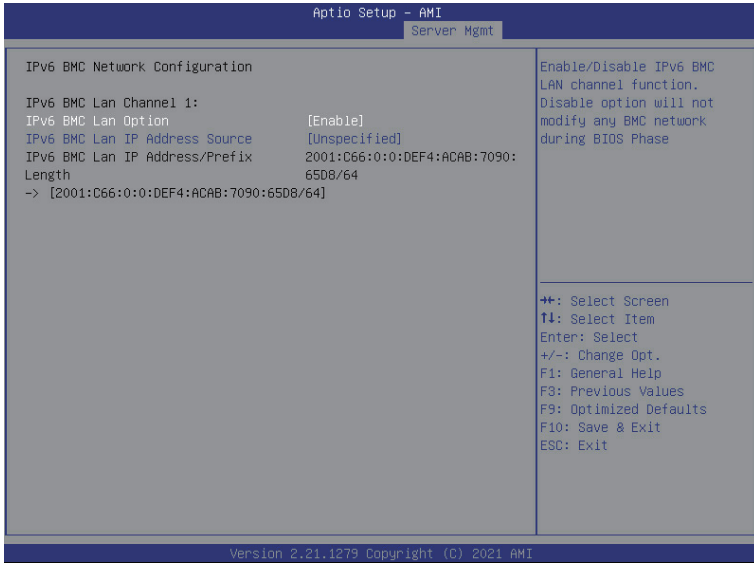 Aptio Setup – AMI
Server Mgmt
IPv6 BMC Network Configuration
IPv6 BMC Lan Channel 1:
IPv6 BMC Lan Option [Enable]
IPv6 BMC Lan IP Address Source [Unspecified]
IPv6 BMC Lan IP Address/Prefix 2001:C66:0:0:DEF4:ACAB:7090:
Length 65D8/64
-> [2001:C66:0:0:DEF4:ACAB:7090:65D8/64]
Enable/Disable IPv6 BMC
LAN channel function.
Disable option will not
modify any BMC network
during BIOS Phase
→←: Select Screen
↑↓: Select Item
Enter: Select
+/-: Change Opt.
F1: General Help
F3: Previous Values
F9: Optimized Defaults
F10: Save & Exit
ESC: Exit
Version 2.21.1279 Copyright (C) 2021 AMI